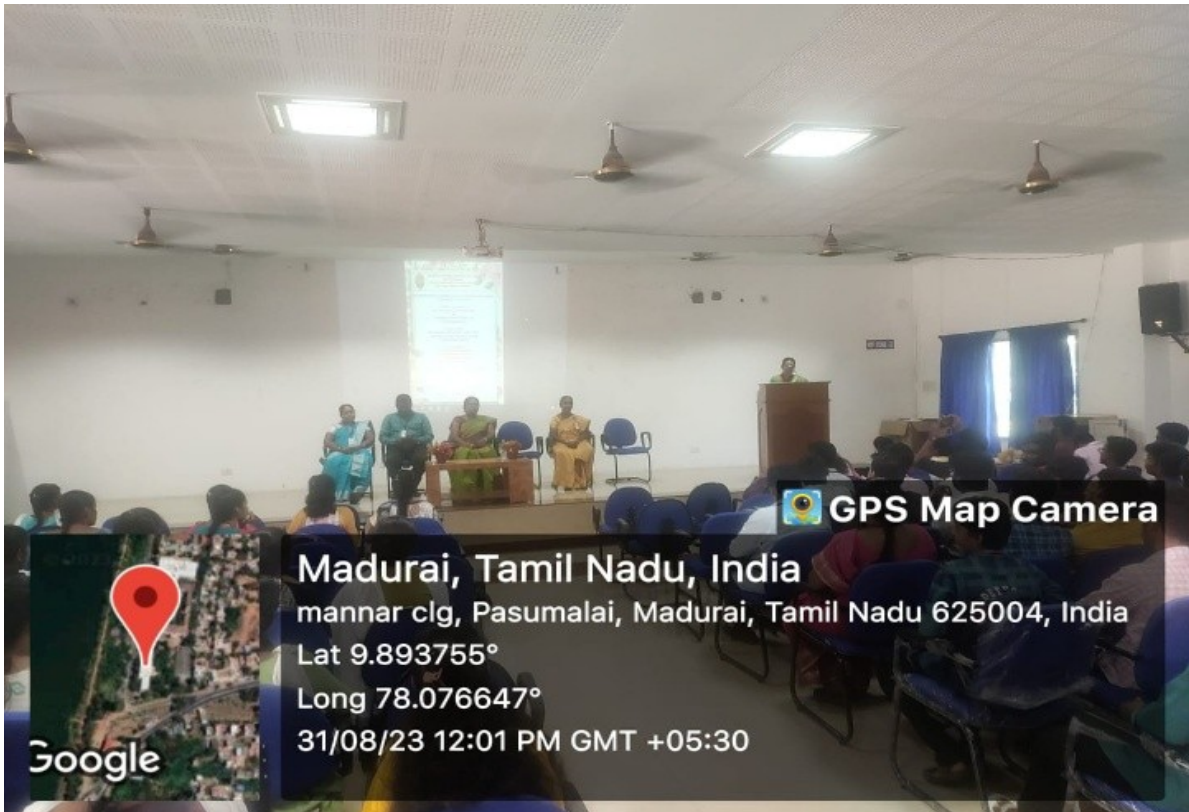 GPS Map Camera
Madurai, Tamil Nadu, India
mannar clg, Pasumalai, Madurai, Tamil Nadu 625004, India
Lat 9.893755°
Long 78.076647°
31/08/23 12:01 PM GMT +05:30
Google